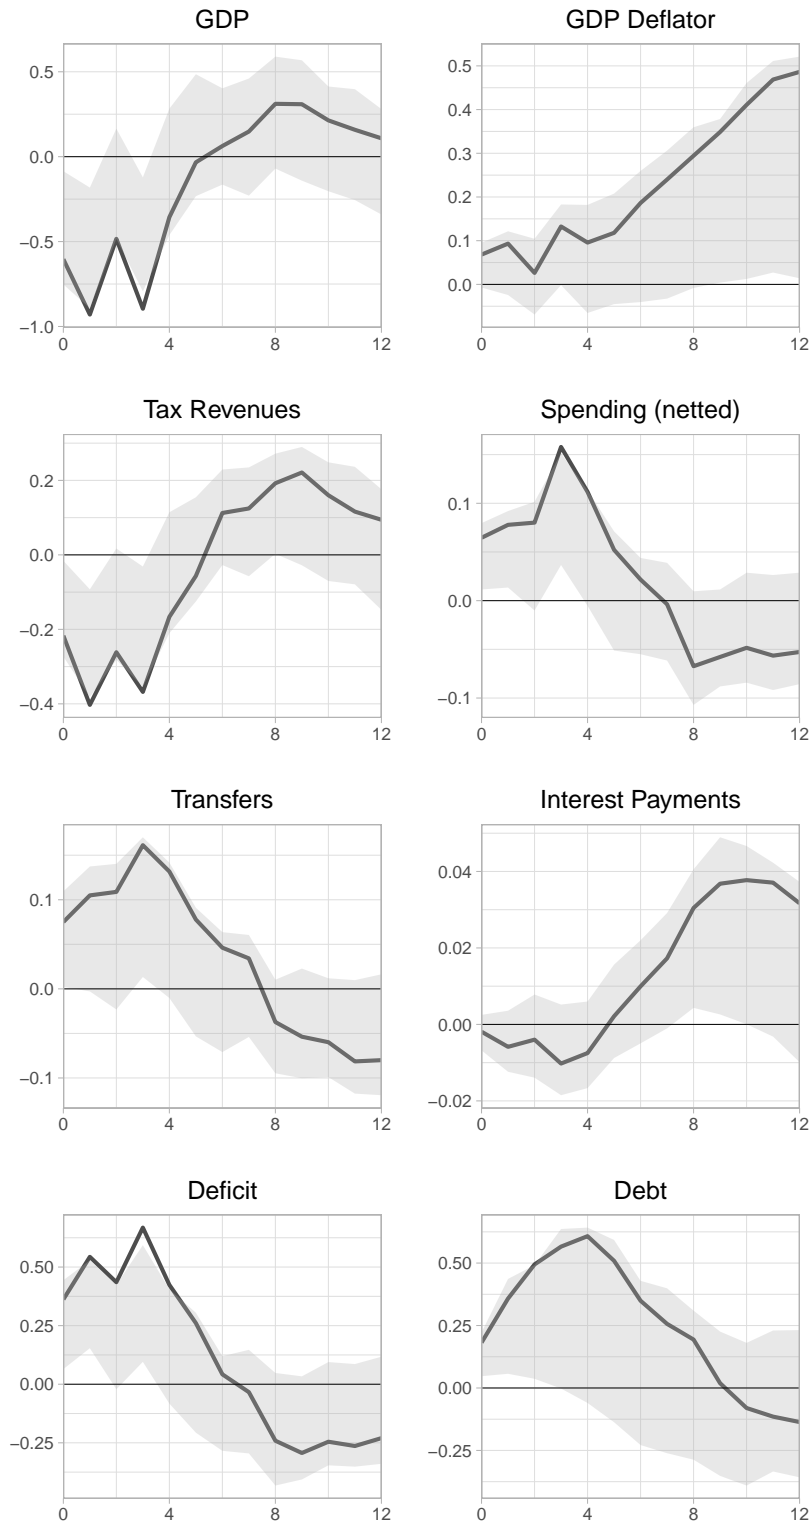 GDP
GDP Deflator
0.5
0.0
−0.5
−1.0
0 4 8 12
0.5
0.4
0.3
0.2
0.1
0.0
0 4 8 12
Tax Revenues
Spending (netted)
0.2
0.0
−0.2
−0.4
0 4 8 12
0.1
0.0
−0.1
0 4 8 12
Transfers
Interest Payments
0.1
0.0
−0.1
0 4 8 12
0.04
0.02
0.00
−0.02
0 4 8 12
Deficit
Debt
0.50
0.25
0.00
−0.25
0 4 8 12
0.50
0.25
0.00
−0.25
0 4 8 12